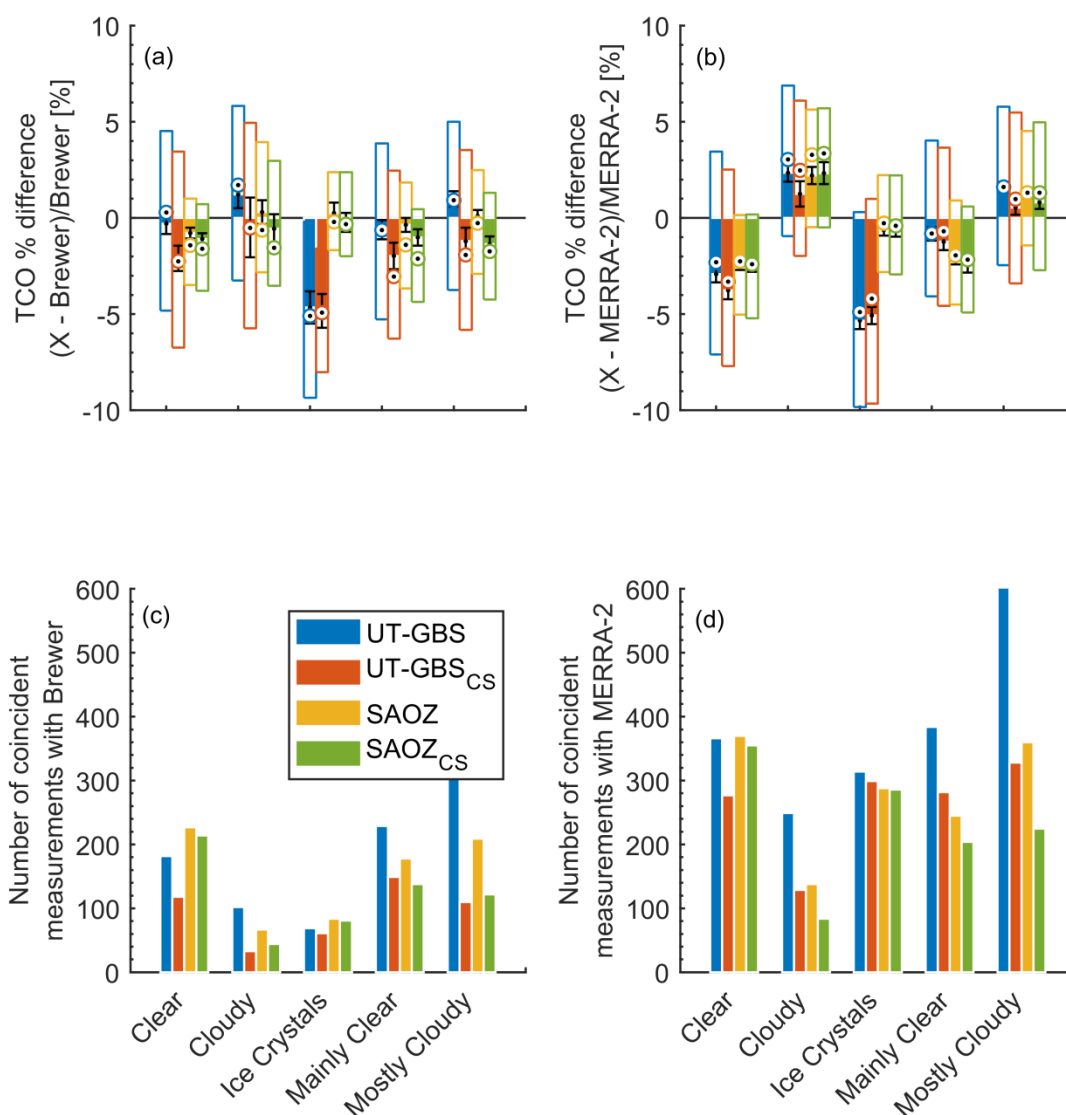 (a)
TCO % difference
(X - Brewer)/Brewer [%]
10
5
0
-5
-10
(b)
TCO % difference
(X - MERRA-2)/MERRA-2 [%]
10
5
0
-5
-10
(c)
Number of coincident
measurements with Brewer
600
500
400
300
200
100
0
UT-GBS
UT-GBS_CS
SAOZ
SAOZ_CS
Clear
Cloudy
Ice Crystals
Mainly Clear
Mostly Cloudy
(d)
Number of coincident
measurements with MERRA-2
600
500
400
300
200
100
0
Clear
Cloudy
Ice Crystals
Mainly Clear
Mostly Cloudy